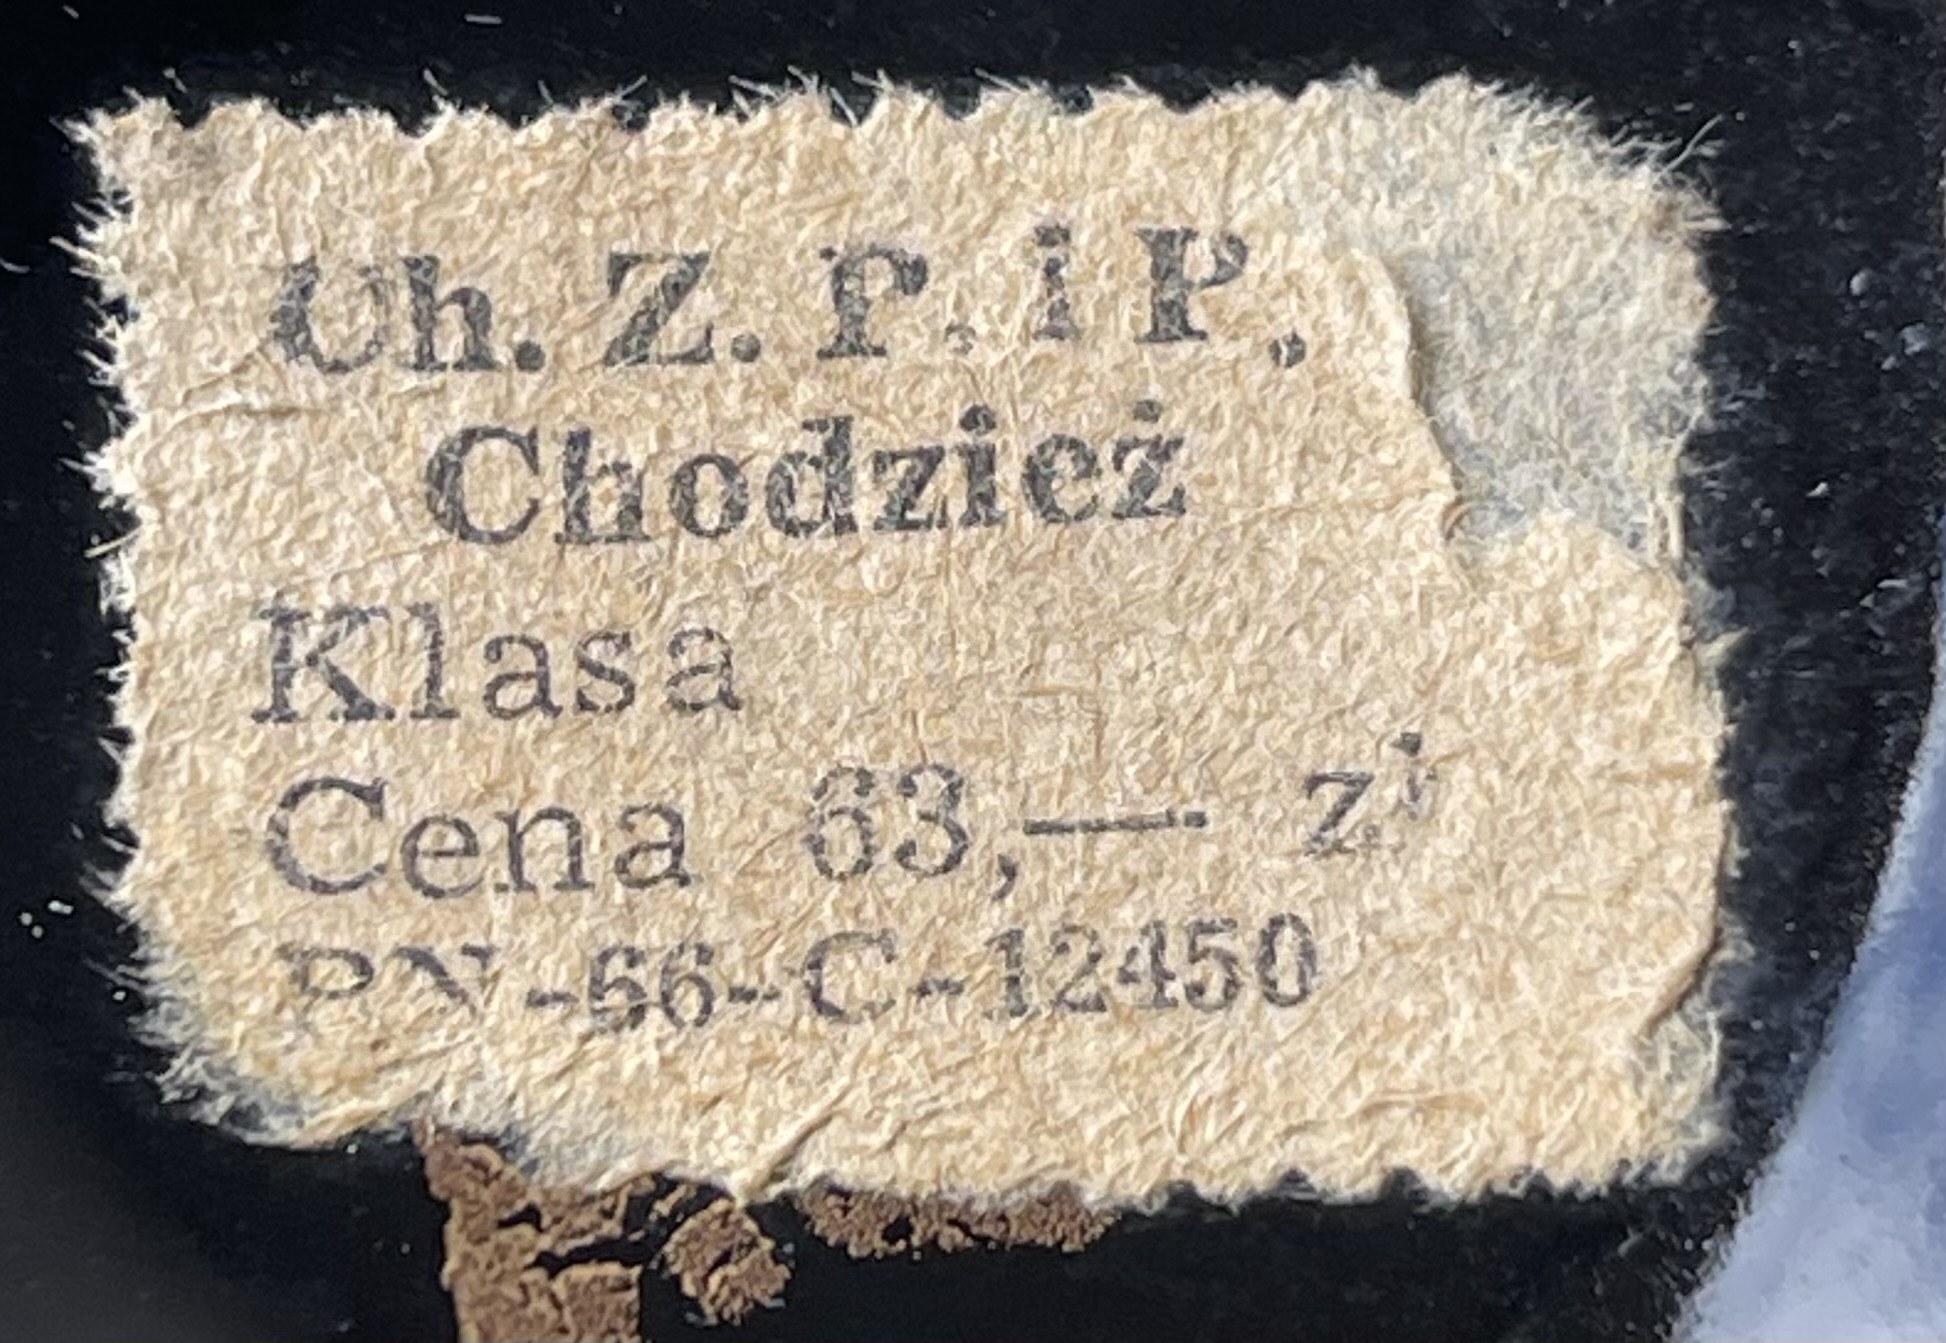 Ch. Z. P. i P.
Chodzież
Klasa
Cena 63,— zł
PN-66-C-12450